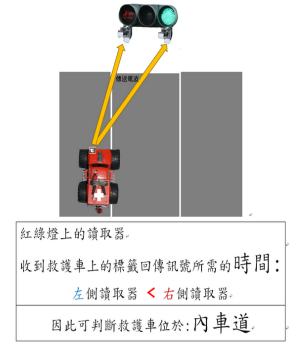 傳送電波
紅綠燈上的讀取器
收到救護車上的標籤回傳訊號所需的時間:
左側讀取器 < 右側讀取器
因此可判斷救護車位於:內車道